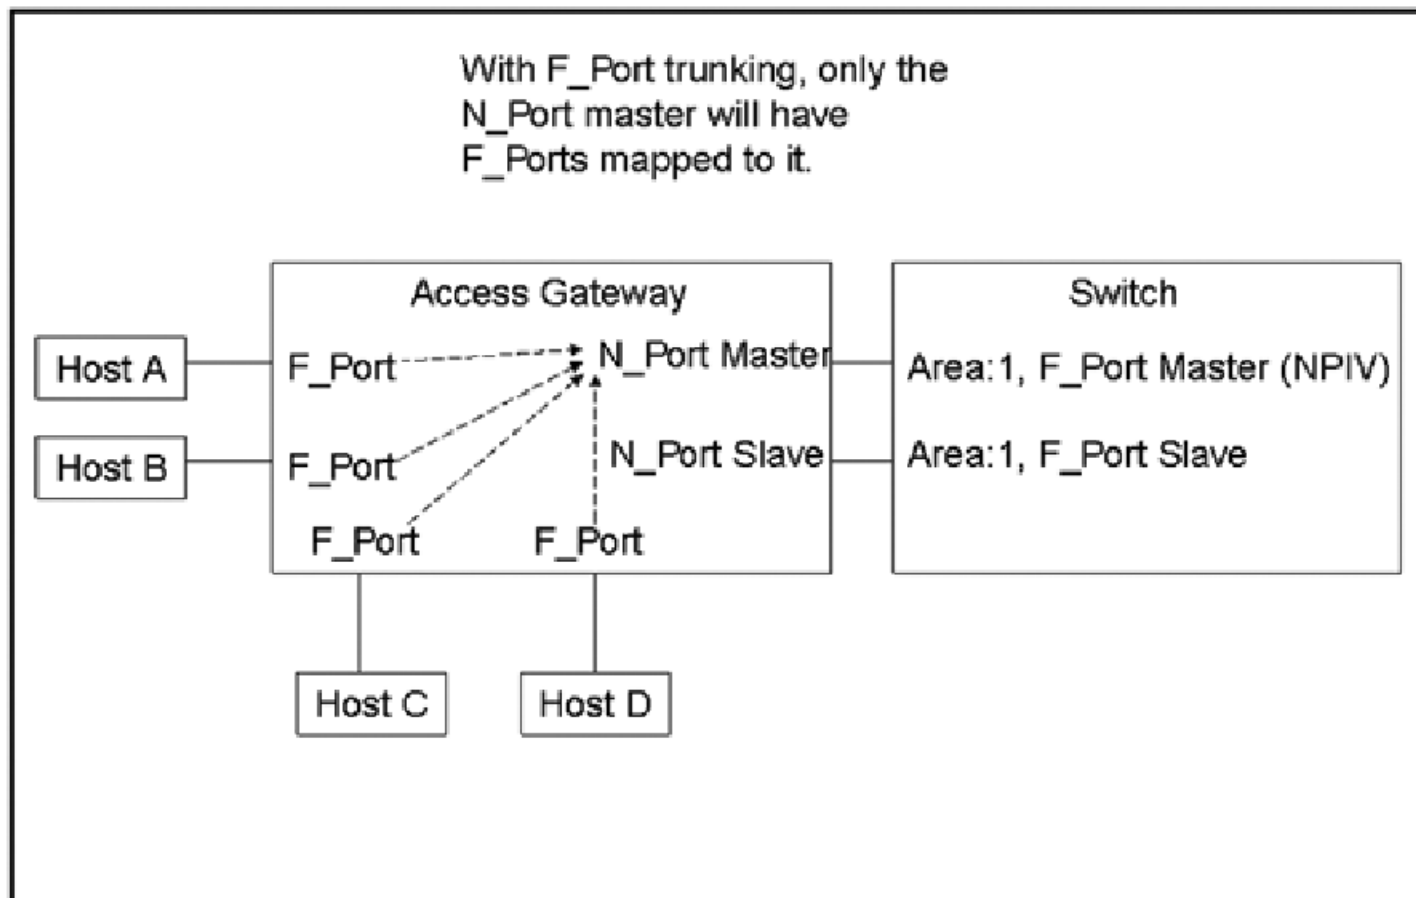 With F_Port trunking, only the
N_Port master will have
F_Ports mapped to it.
Access Gateway
Switch
Host A
F_Port
N_Port Master
Area:1, F_Port Master (NPIV)
Host B
F_Port
N_Port Slave
Area:1, F_Port Slave
F_Port
F_Port
Host C
Host D